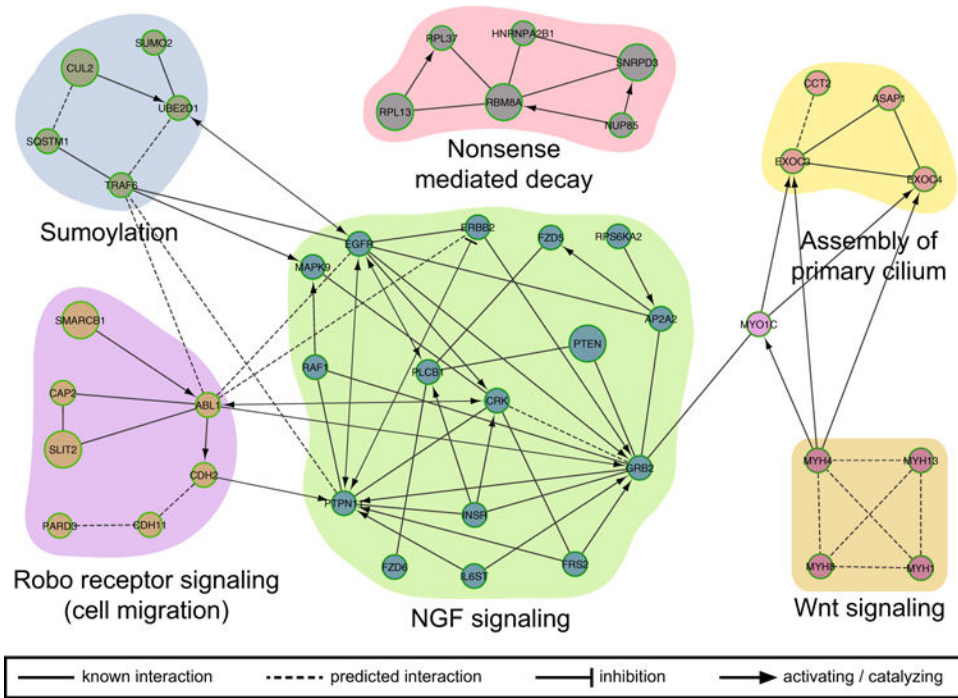 SUMO2
CUL2
UBE2D1
SQSTM1
TRAF6
Sumoylation
RPL37
HNRNPA2B1
SNRPD3
RPL13
RBM8A
NUP85
Nonsense
mediated decay
CCT2
ASAP1
EXOC3
EXOC4
Assembly of
primary cilium
MYO1C
SMARCB1
CAP2
ABL1
SLIT2
CDH2
PARD3
CDH11
Robo receptor signaling
(cell migration)
ERBB2
EGFR
FZD5
RPS6KA2
MAPK9
AP2A2
PTEN
RAF1
PLCB1
CRK
GRB2
PTPN11
INSR
FZD6
IL6ST
FRS2
NGF signaling
MYH4
MYH13
MYH8
MYH1
Wnt signaling
known interaction
predicted interaction
inhibition
activating / catalyzing